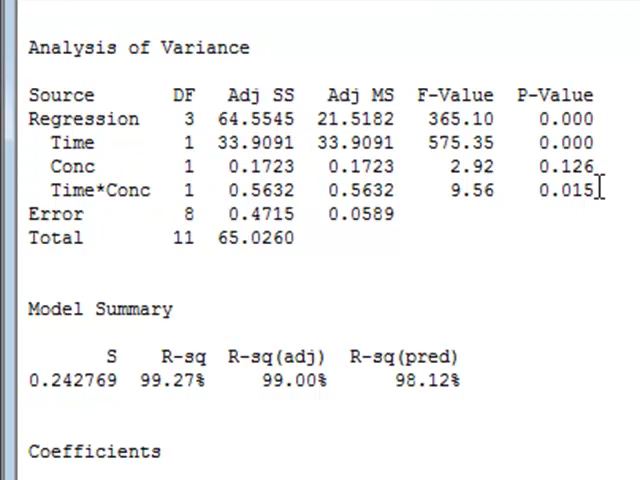 Analysis of Variance
Source DF Adj SS Adj MS F-Value P-Value
Regression 3 64.5545 21.5182 365.10 0.000
Time 1 33.9091 33.9091 575.35 0.000
Conc 1 0.1723 0.1723 2.92 0.126
Time*Conc 1 0.5632 0.5632 9.56 0.015
Error 8 0.4715 0.0589
Total 11 65.0260
Model Summary
S R-sq R-sq(adj) R-sq(pred)
0.242769 99.27% 99.00% 98.12%
Coefficients